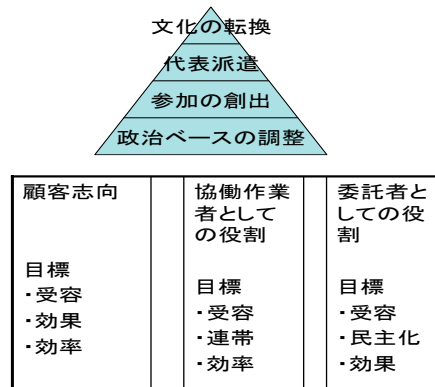 文化の転換
代表派遣
参加の創出
政治ベースの調整
顧客志向
目標
・受容
・効果
・効率
協働作業
者として
の役割
目標
・受容
・連帯
・効率
委託者と
しての役
割
目標
・受容
・民主化
・効果